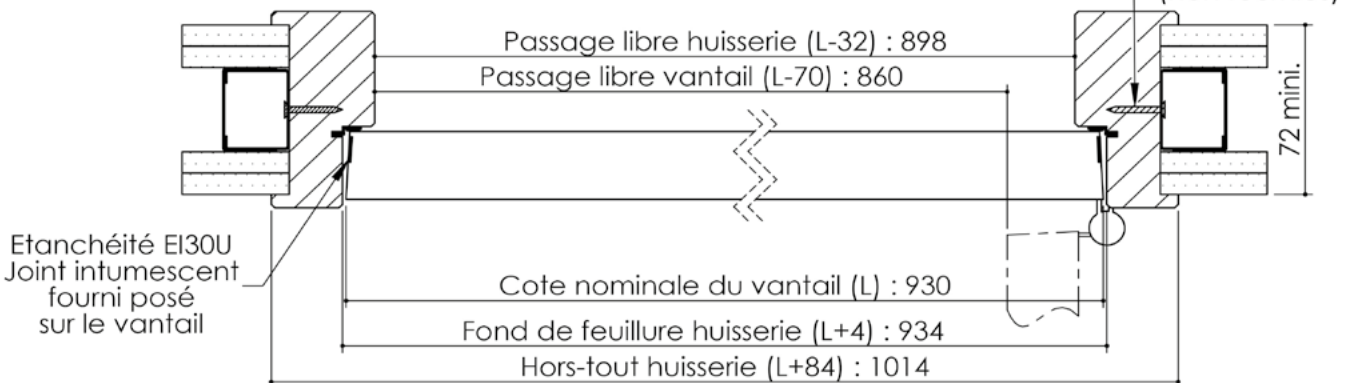 Passage libre huisserie (L-32) : 898
Passage libre vantail (L-70) : 860
72 mini.
Etanchéité EI30U
Joint intumescent
fourni posé
sur le vantail
Cote nominale du vantail (L) : 930
Fond de feuillure huisserie (L+4) : 934
Hors-tout huisserie (L+84) : 1014